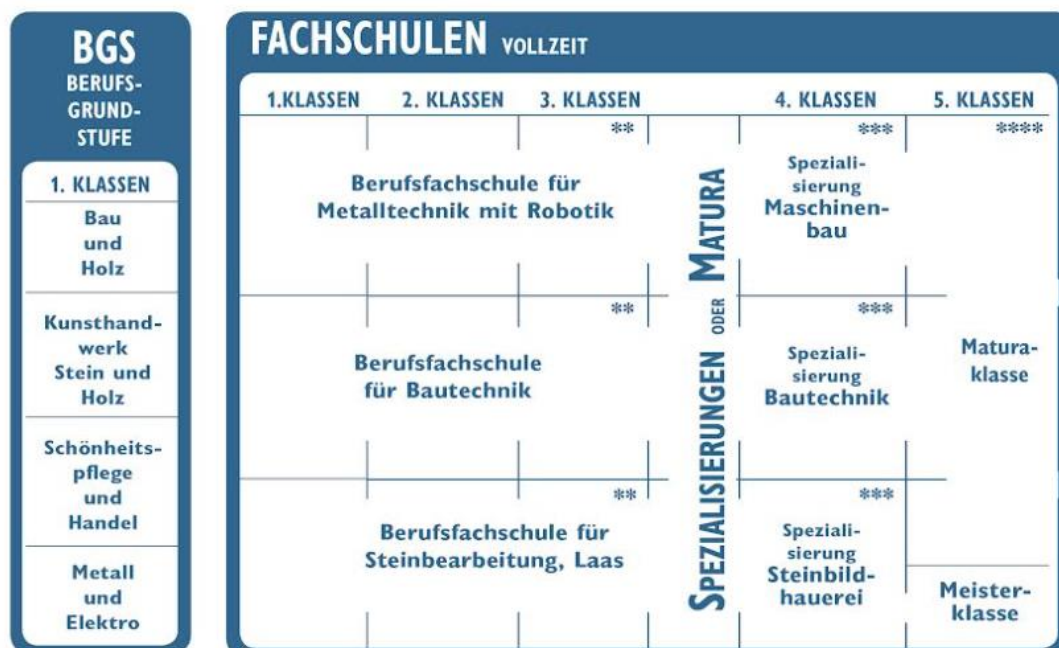 BGS
BERUFS-
GRUND-
STUFE
1. KLASSEN
Bau
und
Holz
Kunsthand-
werk
Stein und
Holz
Schönheits-
pflege
und
Handel
Metall
und
Elektro
FACHSCHULEN VOLLZEIT
1.KLASSEN 2. KLASSEN 3. KLASSEN 4. KLASSEN 5. KLASSEN
** *** ****
Berufsfachschule für
Metalltechnik mit Robotik
Speziali-
sierung
Maschinen-
bau
** ***
Berufsfachschule
für Bautechnik
Speziali-
sierung
Bautechnik
Matura-
klasse
** ***
Berufsfachschule für
Steinbearbeitung, Laas
Speziali-
sierung
Steinbild-
hauerei
Meister-
klasse
SPEZIALISIERUNGEN ODER MATURA